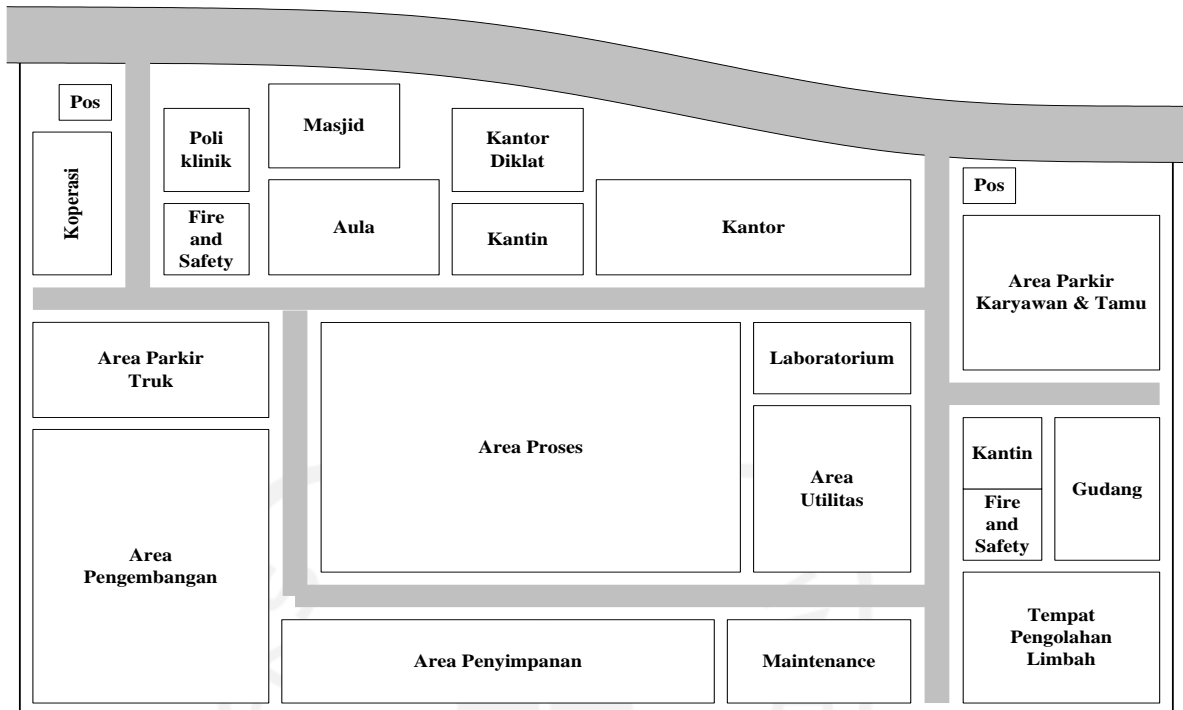 Pos
Koperasi
Poli
klinik
Masjid
Kantor
Diklat
Fire
and
Safety
Aula
Kantin
Kantor
Pos
Area Parkir
Karyawan & Tamu
Area Parkir
Truk
Area Proses
Laboratorium
Area
Utilitas
Kantin
Fire
and
Safety
Gudang
Area
Pengembangan
Area Penyimpanan
Maintenance
Tempat
Pengolahan
Limbah